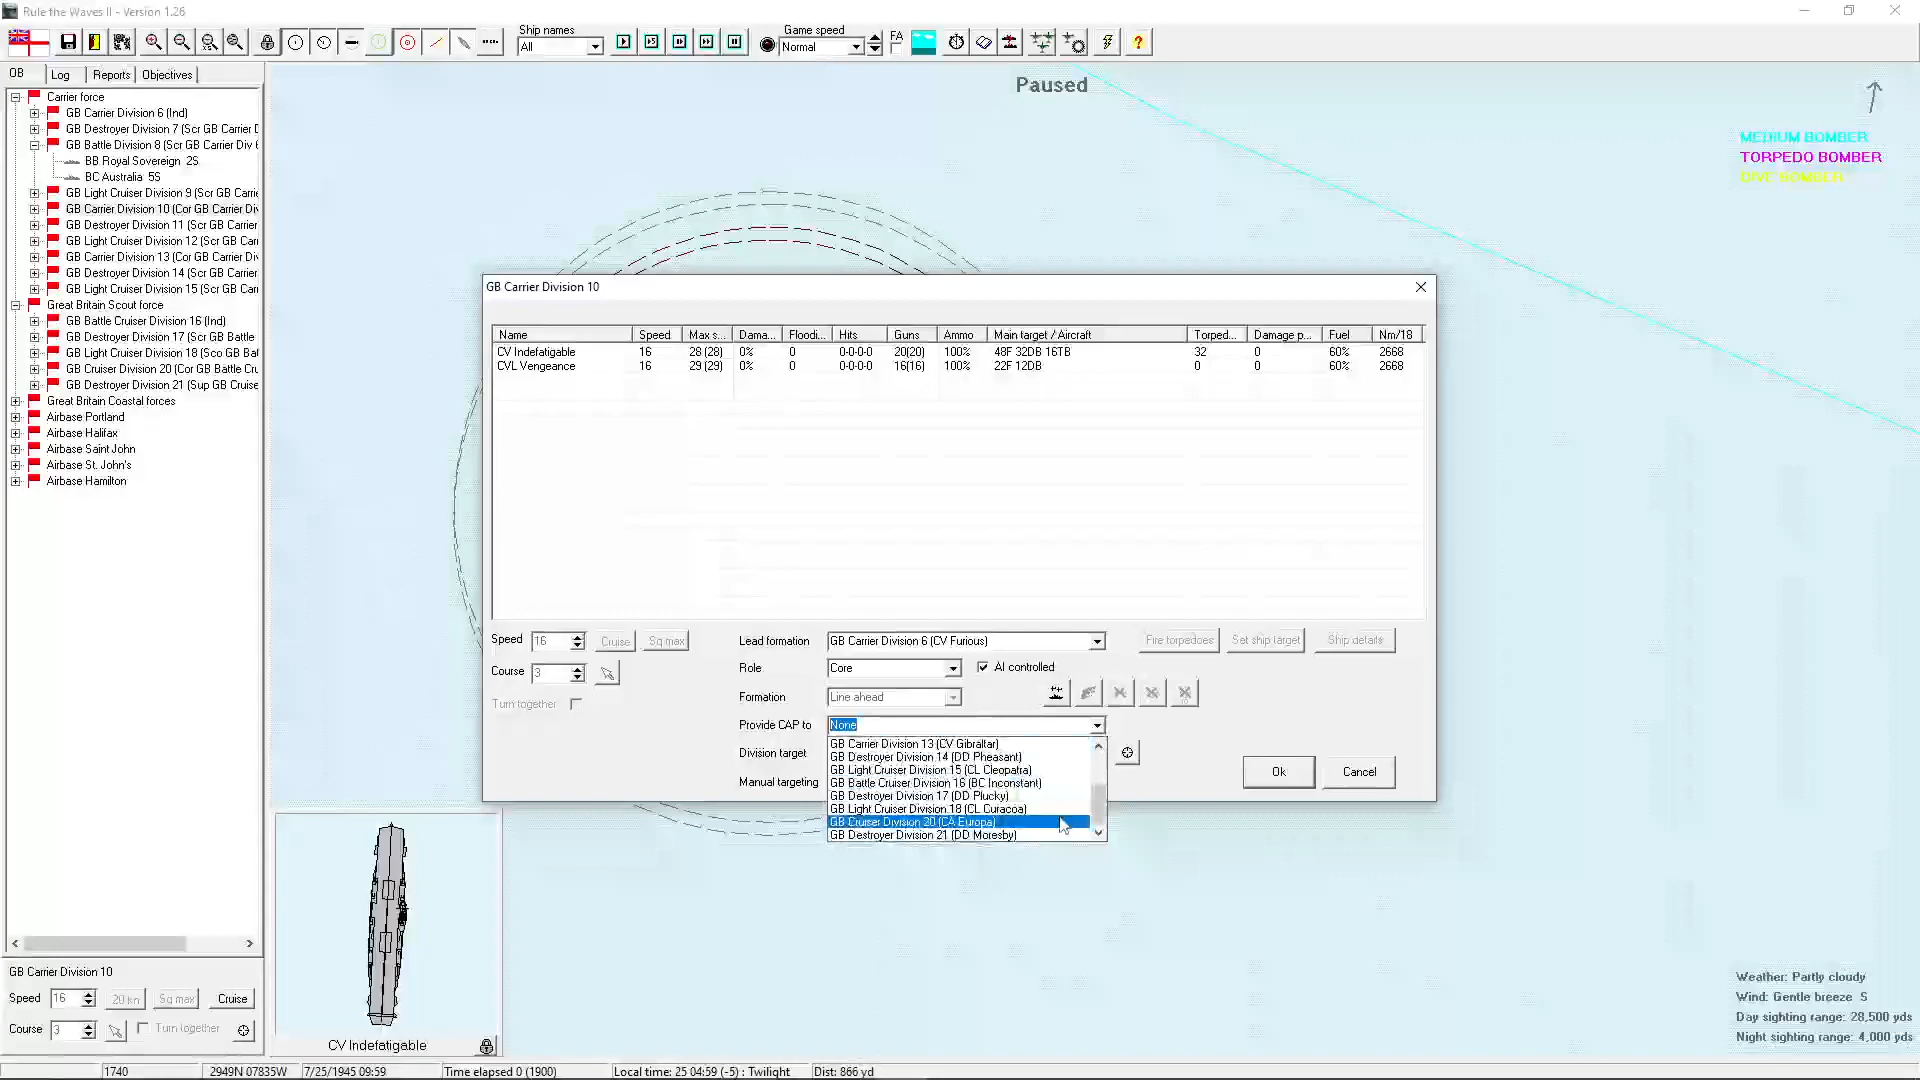 Rule the Waves II - Version 1.26
Ship names
All
Game speed
Normal
FA
OB
Log
Reports
Objectives
Carrier force
GB Carrier Division 6 (Ind)
GB Destroyer Division 7 (Scr GB Carrier D
GB Battle Division 8 (Scr GB Carrier Div 6
BB Royal Sovereign 2S
BC Australia 5S
GB Light Cruiser Division 9 (Scr GB Carrie
GB Carrier Division 10 (Cor GB Carrier Div
GB Destroyer Division 11 (Scr GB Carrier
GB Light Cruiser Division 12 (Scr GB Carr
GB Carrier Division 13 (Cor GB Carrier Div
GB Destroyer Division 14 (Scr GB Carrier
GB Light Cruiser Division 15 (Scr GB Carr
Great Britain Scout force
GB Battle Cruiser Division 16 (Ind)
GB Destroyer Division 17 (Scr GB Battle
GB Light Cruiser Division 18 (Sco GB Bat
GB Cruiser Division 20 (Cor GB Battle Cru
GB Destroyer Division 21 (Sup GB Cruise
Great Britain Coastal forces
Airbase Portland
Airbase Halifax
Airbase Saint John
Airbase St. John's
Airbase Hamilton
Paused
MEDIUM BOMBER
TORPEDO BOMBER
DIVE BOMBER
GB Carrier Division 10
Name Speed Max s... Dama... Floodi... Hits Guns Ammo Main target / Aircraft Torped... Damage p... Fuel Nm/18
CV Indefatigable 16 28 (28) 0% 0 0-0-0-0 20(20) 100% 48F 32DB 16TB 32 0 60% 2668
CVL Vengeance 16 29 (29) 0% 0 0-0-0-0 16(16) 100% 22F 12DB 0 0 60% 2668
Speed 16 Cruise Sq max
Course 3
Turn together
Lead formation GB Carrier Division 6 (CV Furious)
Role Core AI controlled
Formation Line ahead
Provide CAP to None
Division target
Manual targeting
Fire torpedoes Set ship target Ship details
GB Carrier Division 13 (CV Gibraltar)
GB Destroyer Division 14 (DD Pheasant)
GB Light Cruiser Division 15 (CL Cleopatra)
GB Battle Cruiser Division 16 (BC Inconstant)
GB Destroyer Division 17 (DD Plucky)
GB Light Cruiser Division 18 (CL Curacoa)
GB Cruiser Division 20 (CA Europa)
GB Destroyer Division 21 (DD Moresby)
Ok Cancel
GB Carrier Division 10
Speed 16 20 kn Sq max Cruise
Course 3 Turn together
CV Indefatigable
Weather: Partly cloudy
Wind: Gentle breeze S
Day sighting range: 28,500 yds
Night sighting range: 4,000 yds
1740 2949N 07835W 7/25/1945 09:59 Time elapsed 0 (1900) Local time: 25 04:59 (-5) : Twilight Dist: 866 yd